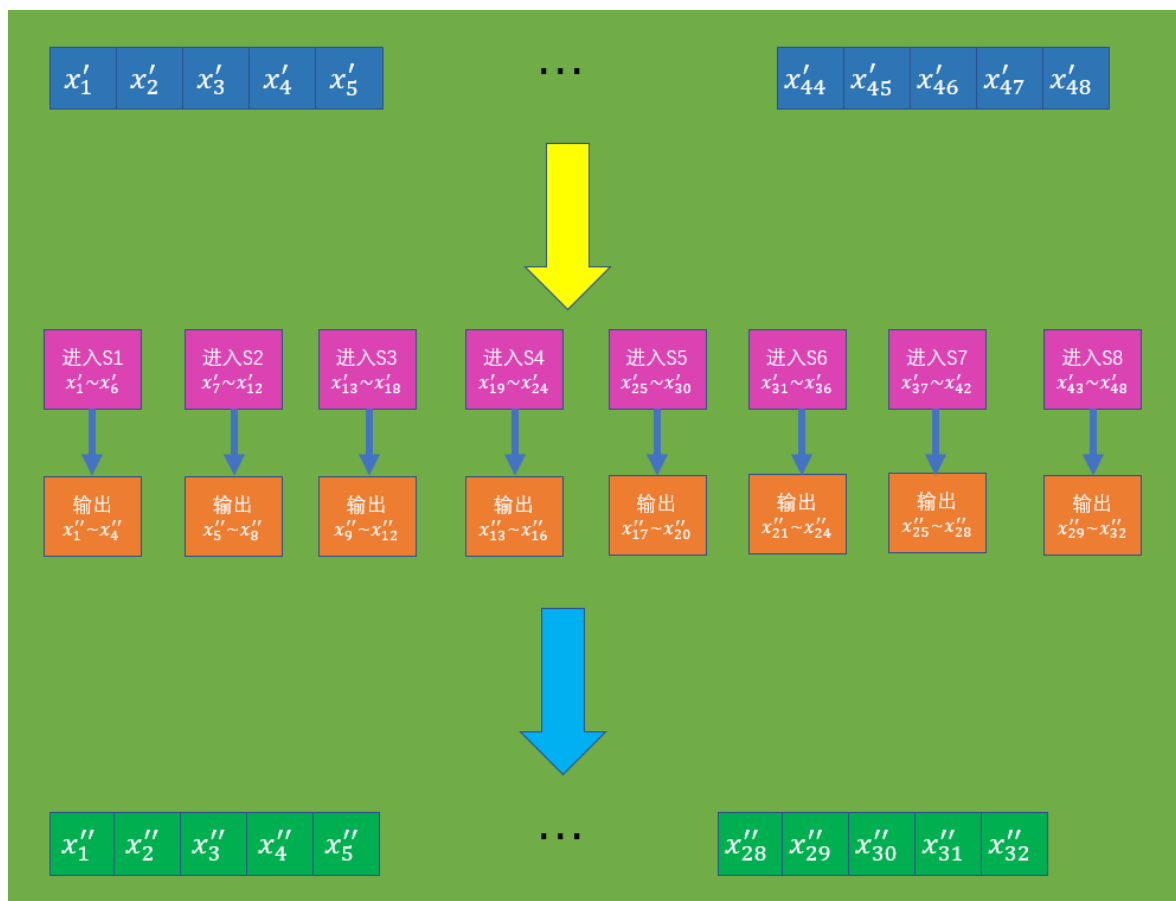 x′₁ x′₂ x′₃ x′₄ x′₅ ... x′₄₄ x′₄₅ x′₄₆ x′₄₇ x′₄₈
进入S1 进入S2 进入S3 进入S4 进入S5 进入S6 进入S7 进入S8
x′₁~x′₆ x′₇~x′₁₂ x′₁₃~x′₁₈ x′₁₉~x′₂₄ x′₂₅~x′₃₀ x′₃₁~x′₃₆ x′₃₇~x′₄₂ x′₄₃~x′₄₈
输出 输出 输出 输出 输出 输出 输出 输出
x″₁~x″₄ x″₅~x″₈ x″₉~x″₁₂ x″₁₃~x″₁₆ x″₁₇~x″₂₀ x″₂₁~x″₂₄ x″₂₅~x″₂₈ x″₂₉~x″₃₂
x″₁ x″₂ x″₃ x″₄ x″₅ ... x″₂₈ x″₂₉ x″₃₀ x″₃₁ x″₃₂